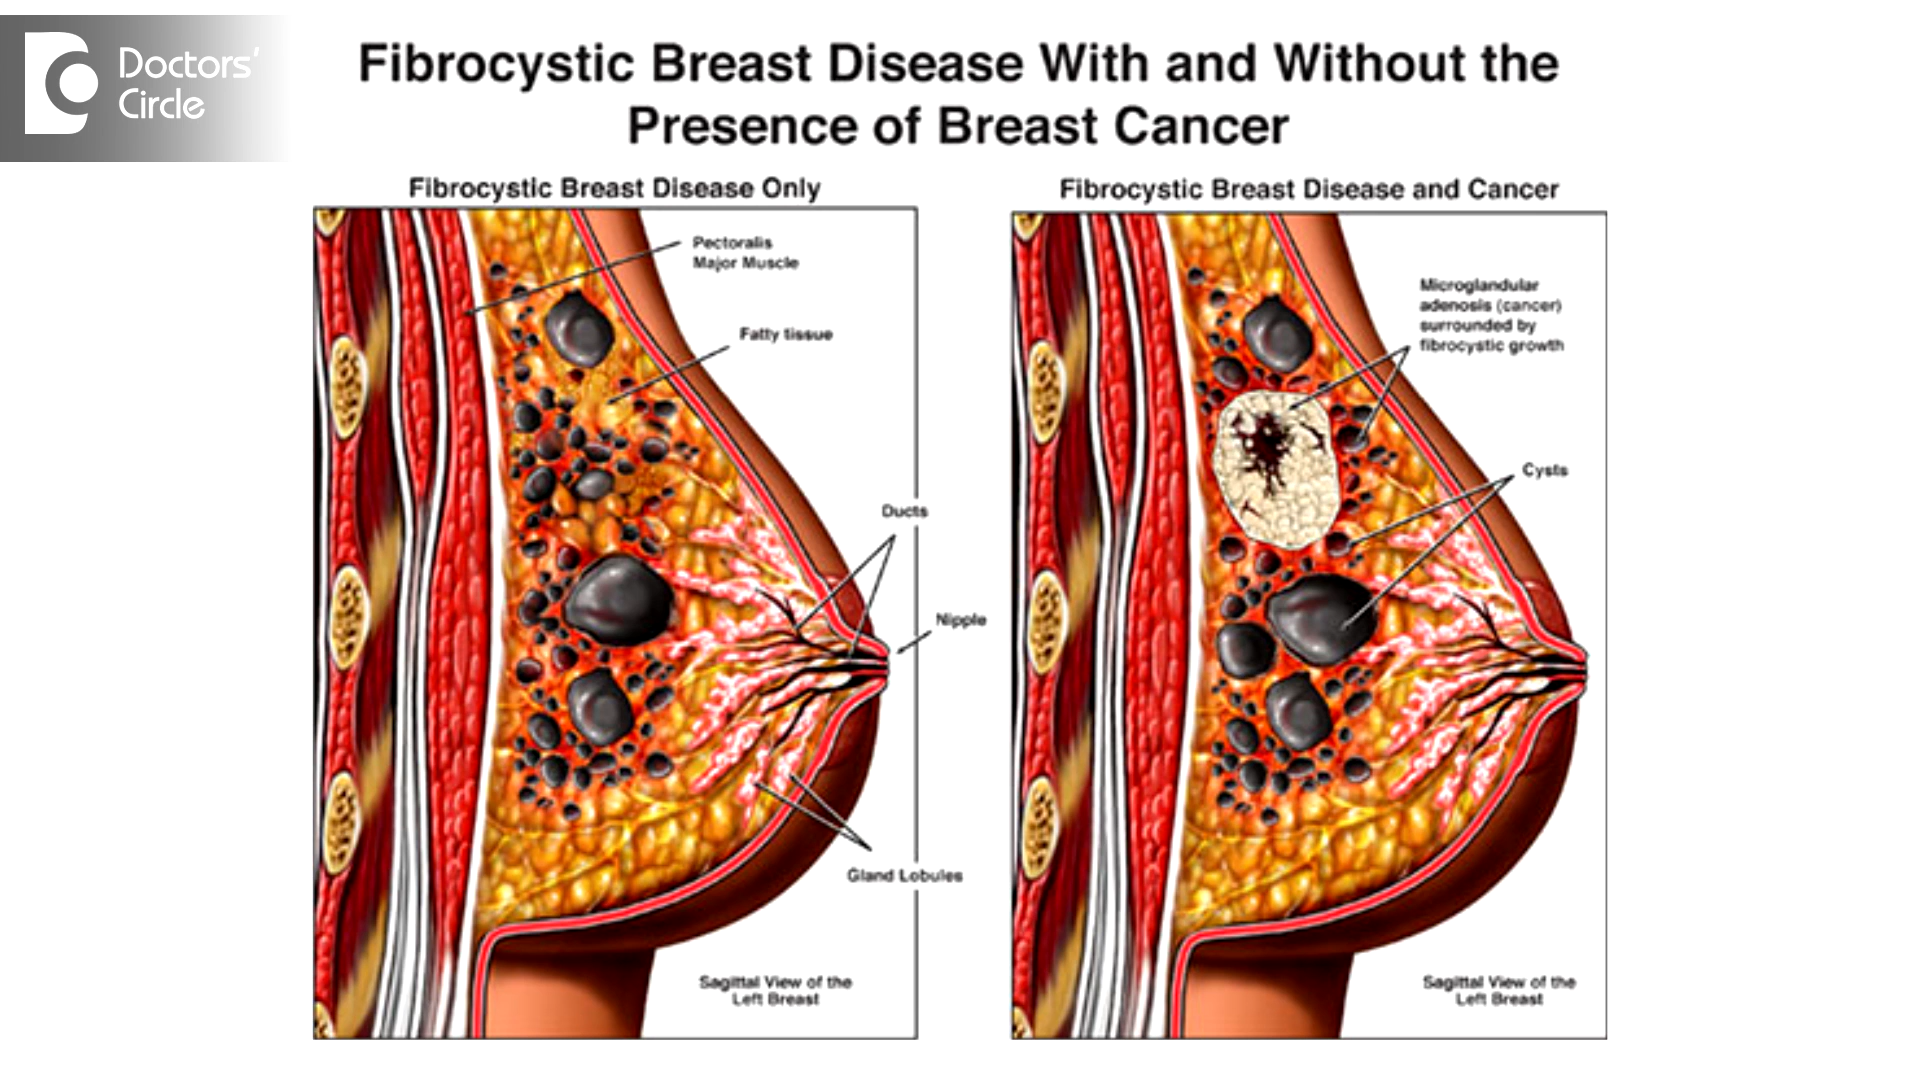 Doctors'
Circle
Fibrocystic Breast Disease With and Without the
Presence of Breast Cancer
Fibrocystic Breast Disease Only
Pectoralis
Major Muscle
Fatty tissue
Ducts
Nipple
Gland Lobules
Sagittal View of the
Left Breast
Fibrocystic Breast Disease and Cancer
Microglandular
adenosis (cancer)
surrounded by
fibrocystic growth
Cysts
Sagittal View of the
Left Breast